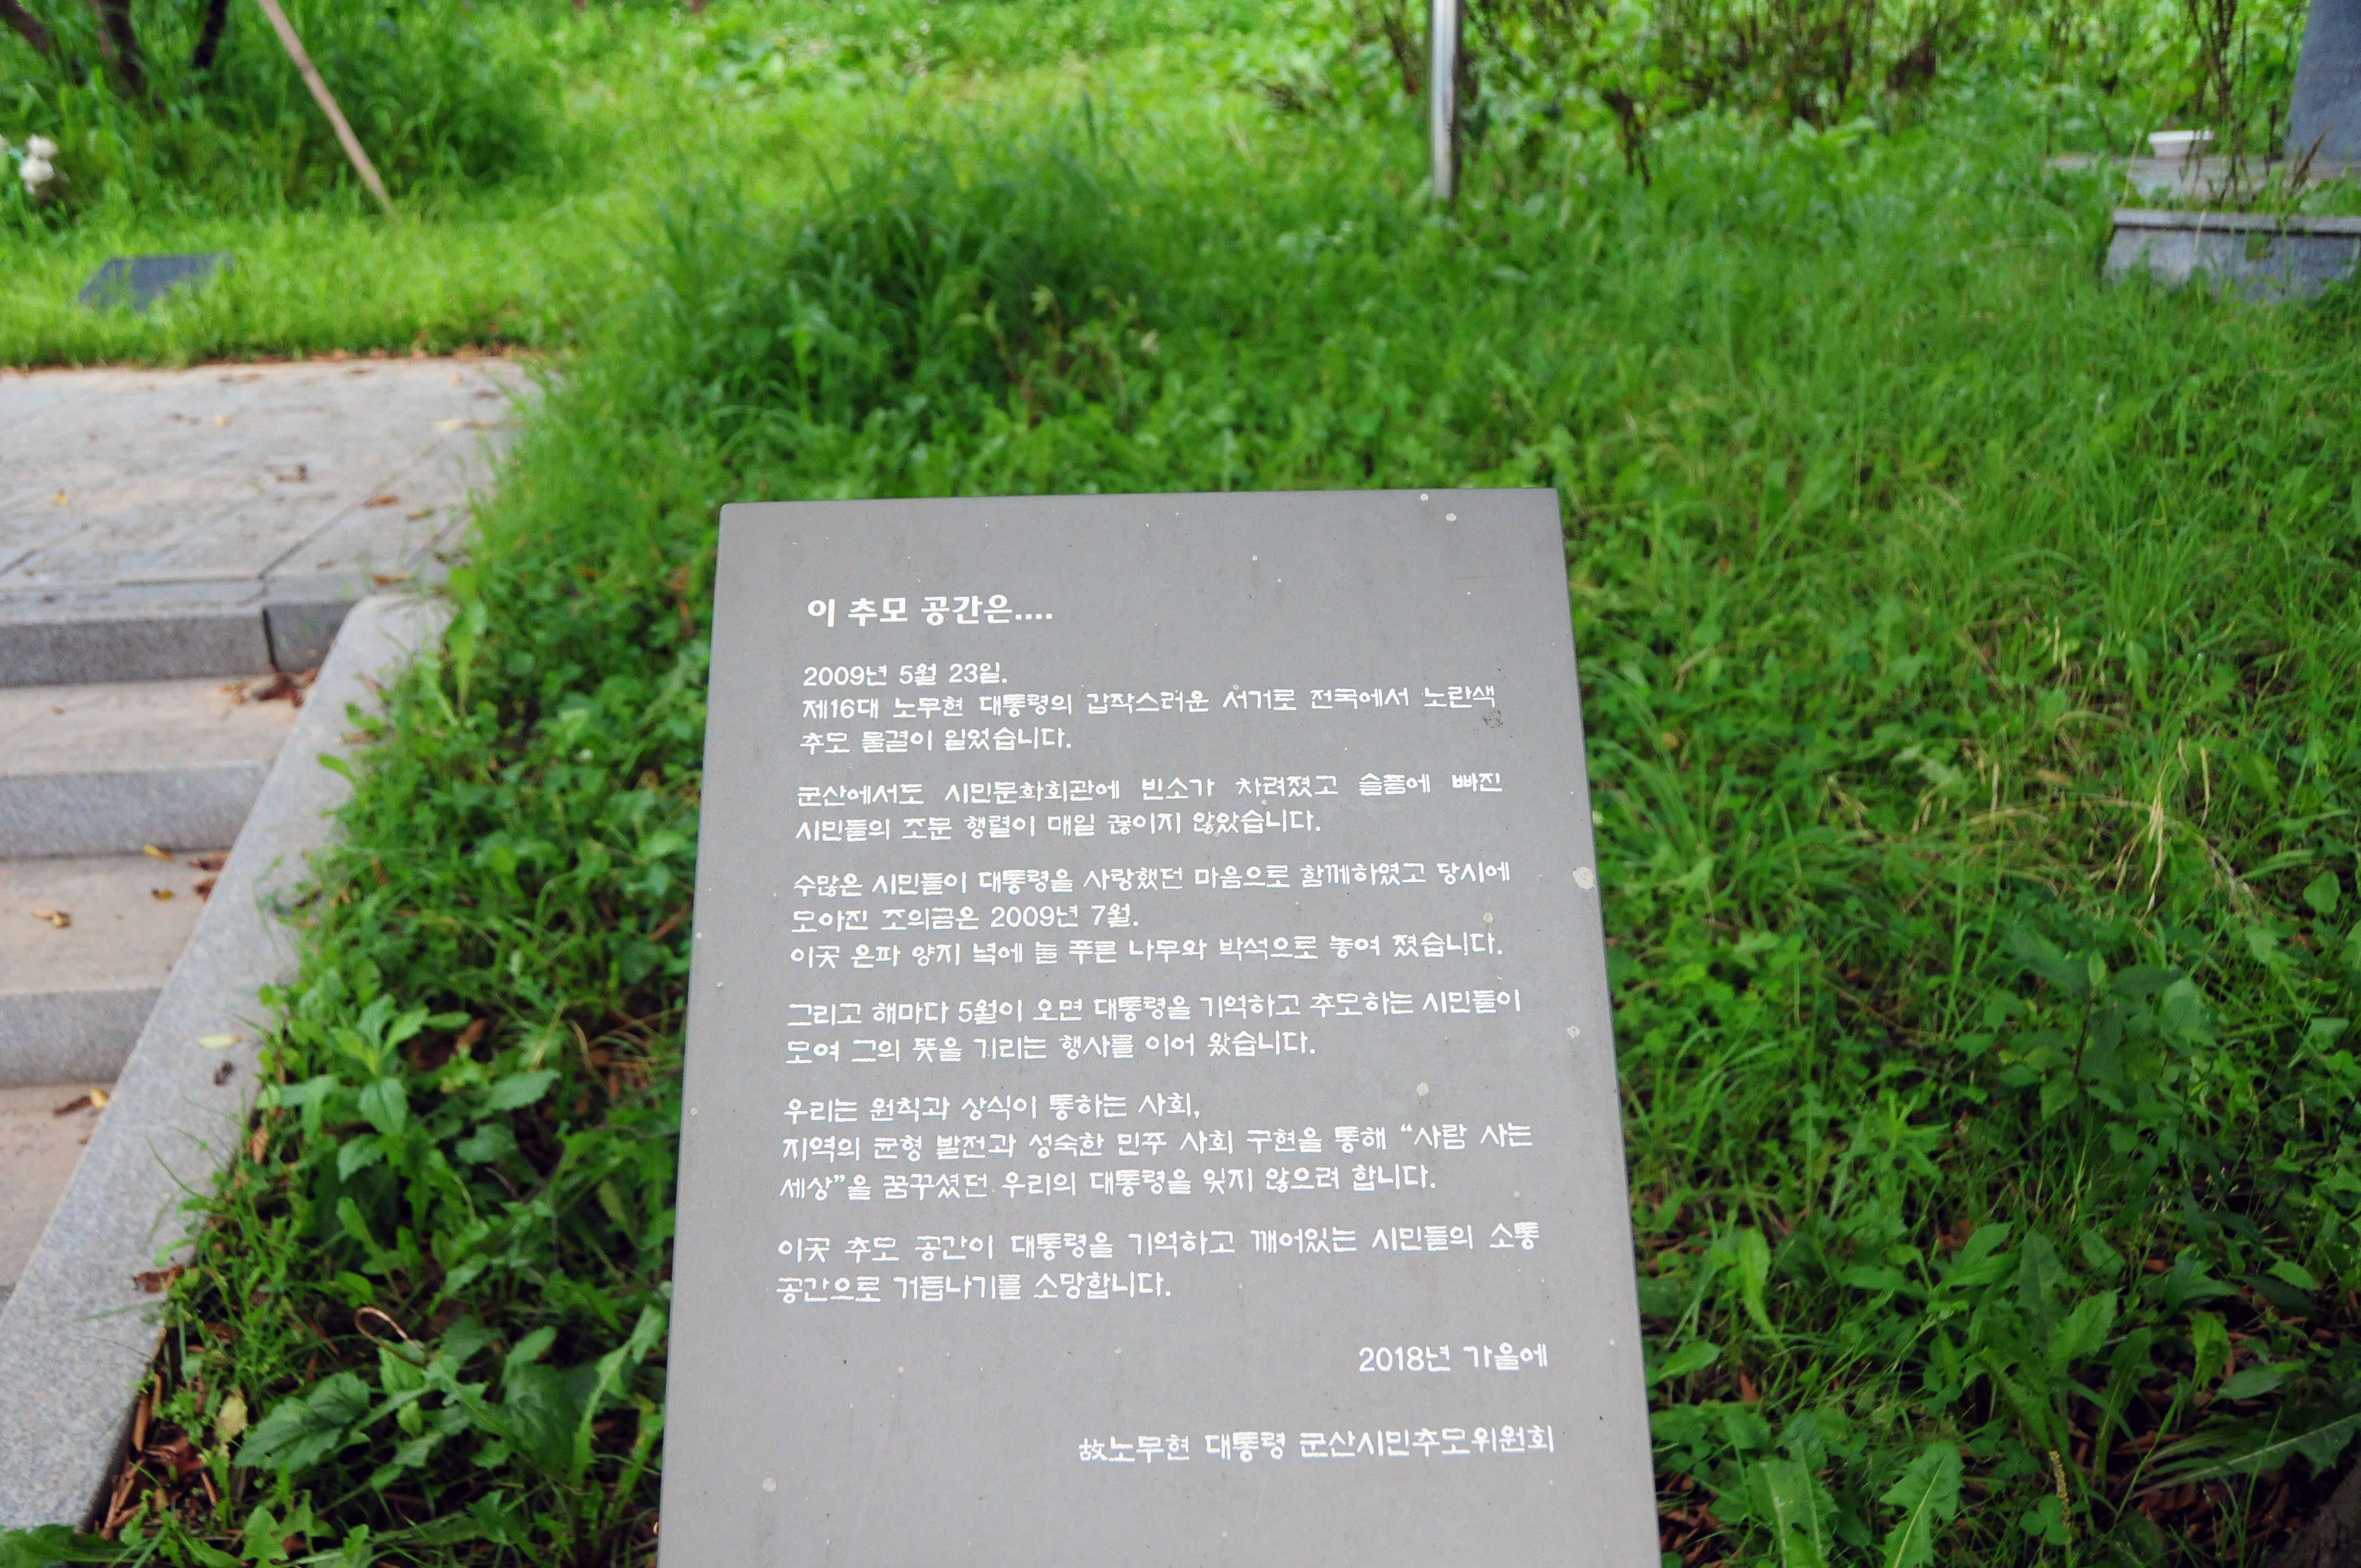 이 추모 공간은....
2009년 5월 23일.
제16대 노무현 대통령의 갑작스러운 서거로 전국에서 노란색
추모 물결이 일었습니다.
군산에서도 시민문화회관에 빈소가 차려졌고 슬픔에 빠진
시민들의 조문 행렬이 매일 끊이지 않았습니다.
수많은 시민들이 대통령을 사랑했던 마음으로 함께하였고 당시에
모아진 조의금은 2009년 7월.
이곳 은파 양지 녘에 늘 푸른 나무와 박석으로 놓여 졌습니다.
그리고 해마다 5월이 오면 대통령을 기억하고 추모하는 시민들이
모여 그의 뜻을 기리는 행사를 이어 왔습니다.
우리는 원칙과 상식이 통하는 사회,
지역의 균형 발전과 성숙한 민주 사회 구현을 통해 “사람 사는
세상”을 꿈꾸셨던 우리의 대통령을 잊지 않으려 합니다.
이곳 추모 공간이 대통령을 기억하고 깨어있는 시민들의 소통
공간으로 거듭나기를 소망합니다.
2018년 가을에
故노무현 대통령 군산시민추모위원회